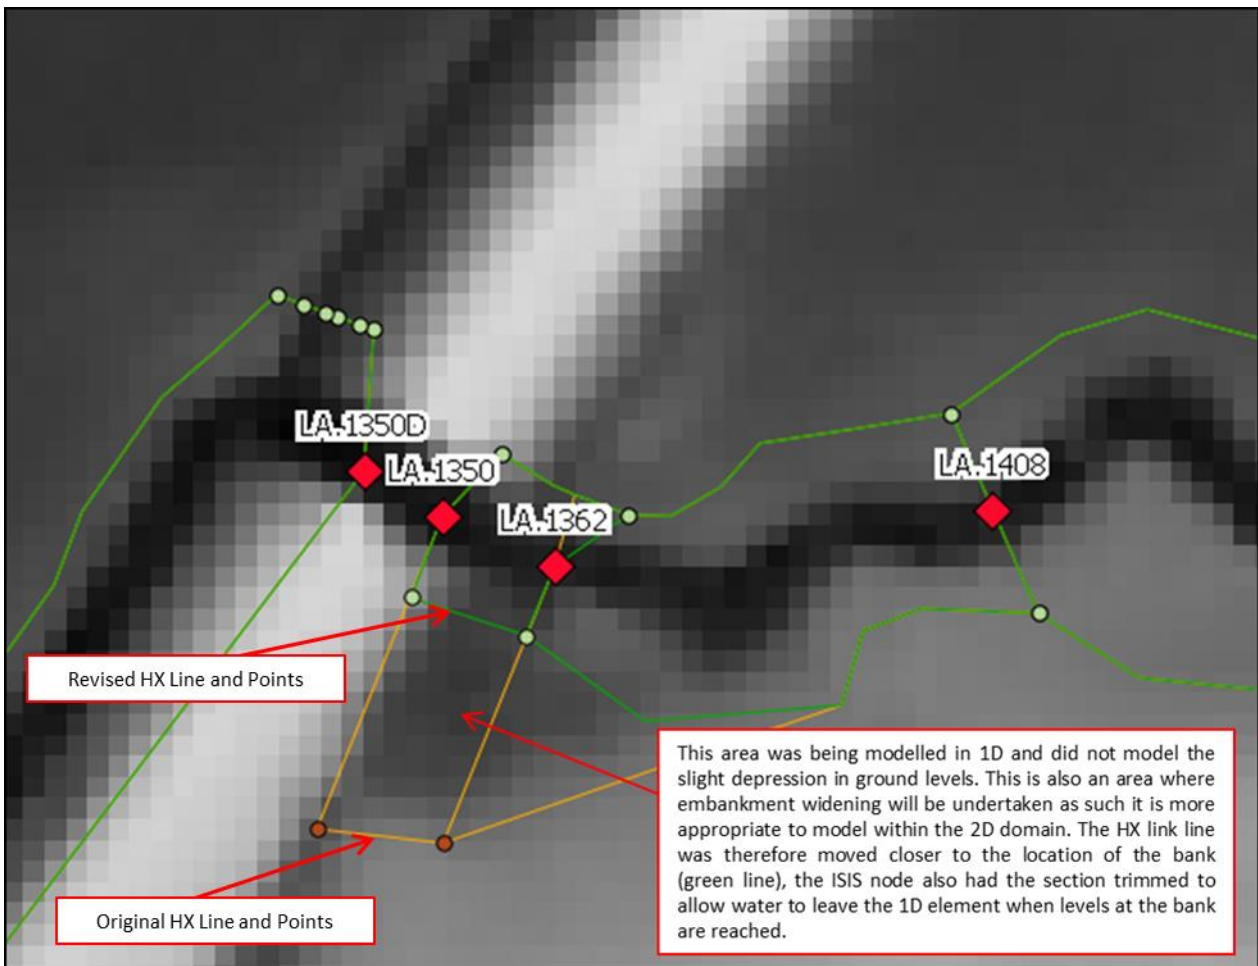 LA.1350D
LA.1350
LA.1408
LA.1362
Revised HX Line and Points
This area was being modelled in 1D and did not model the
slight depression in ground levels. This is also an area where
embankment widening will be undertaken as such it is more
appropriate to model within the 2D domain. The HX link line
was therefore moved closer to the location of the bank
(green line), the ISIS node also had the section trimmed to
allow water to leave the 1D element when levels at the bank
are reached.
Original HX Line and Points